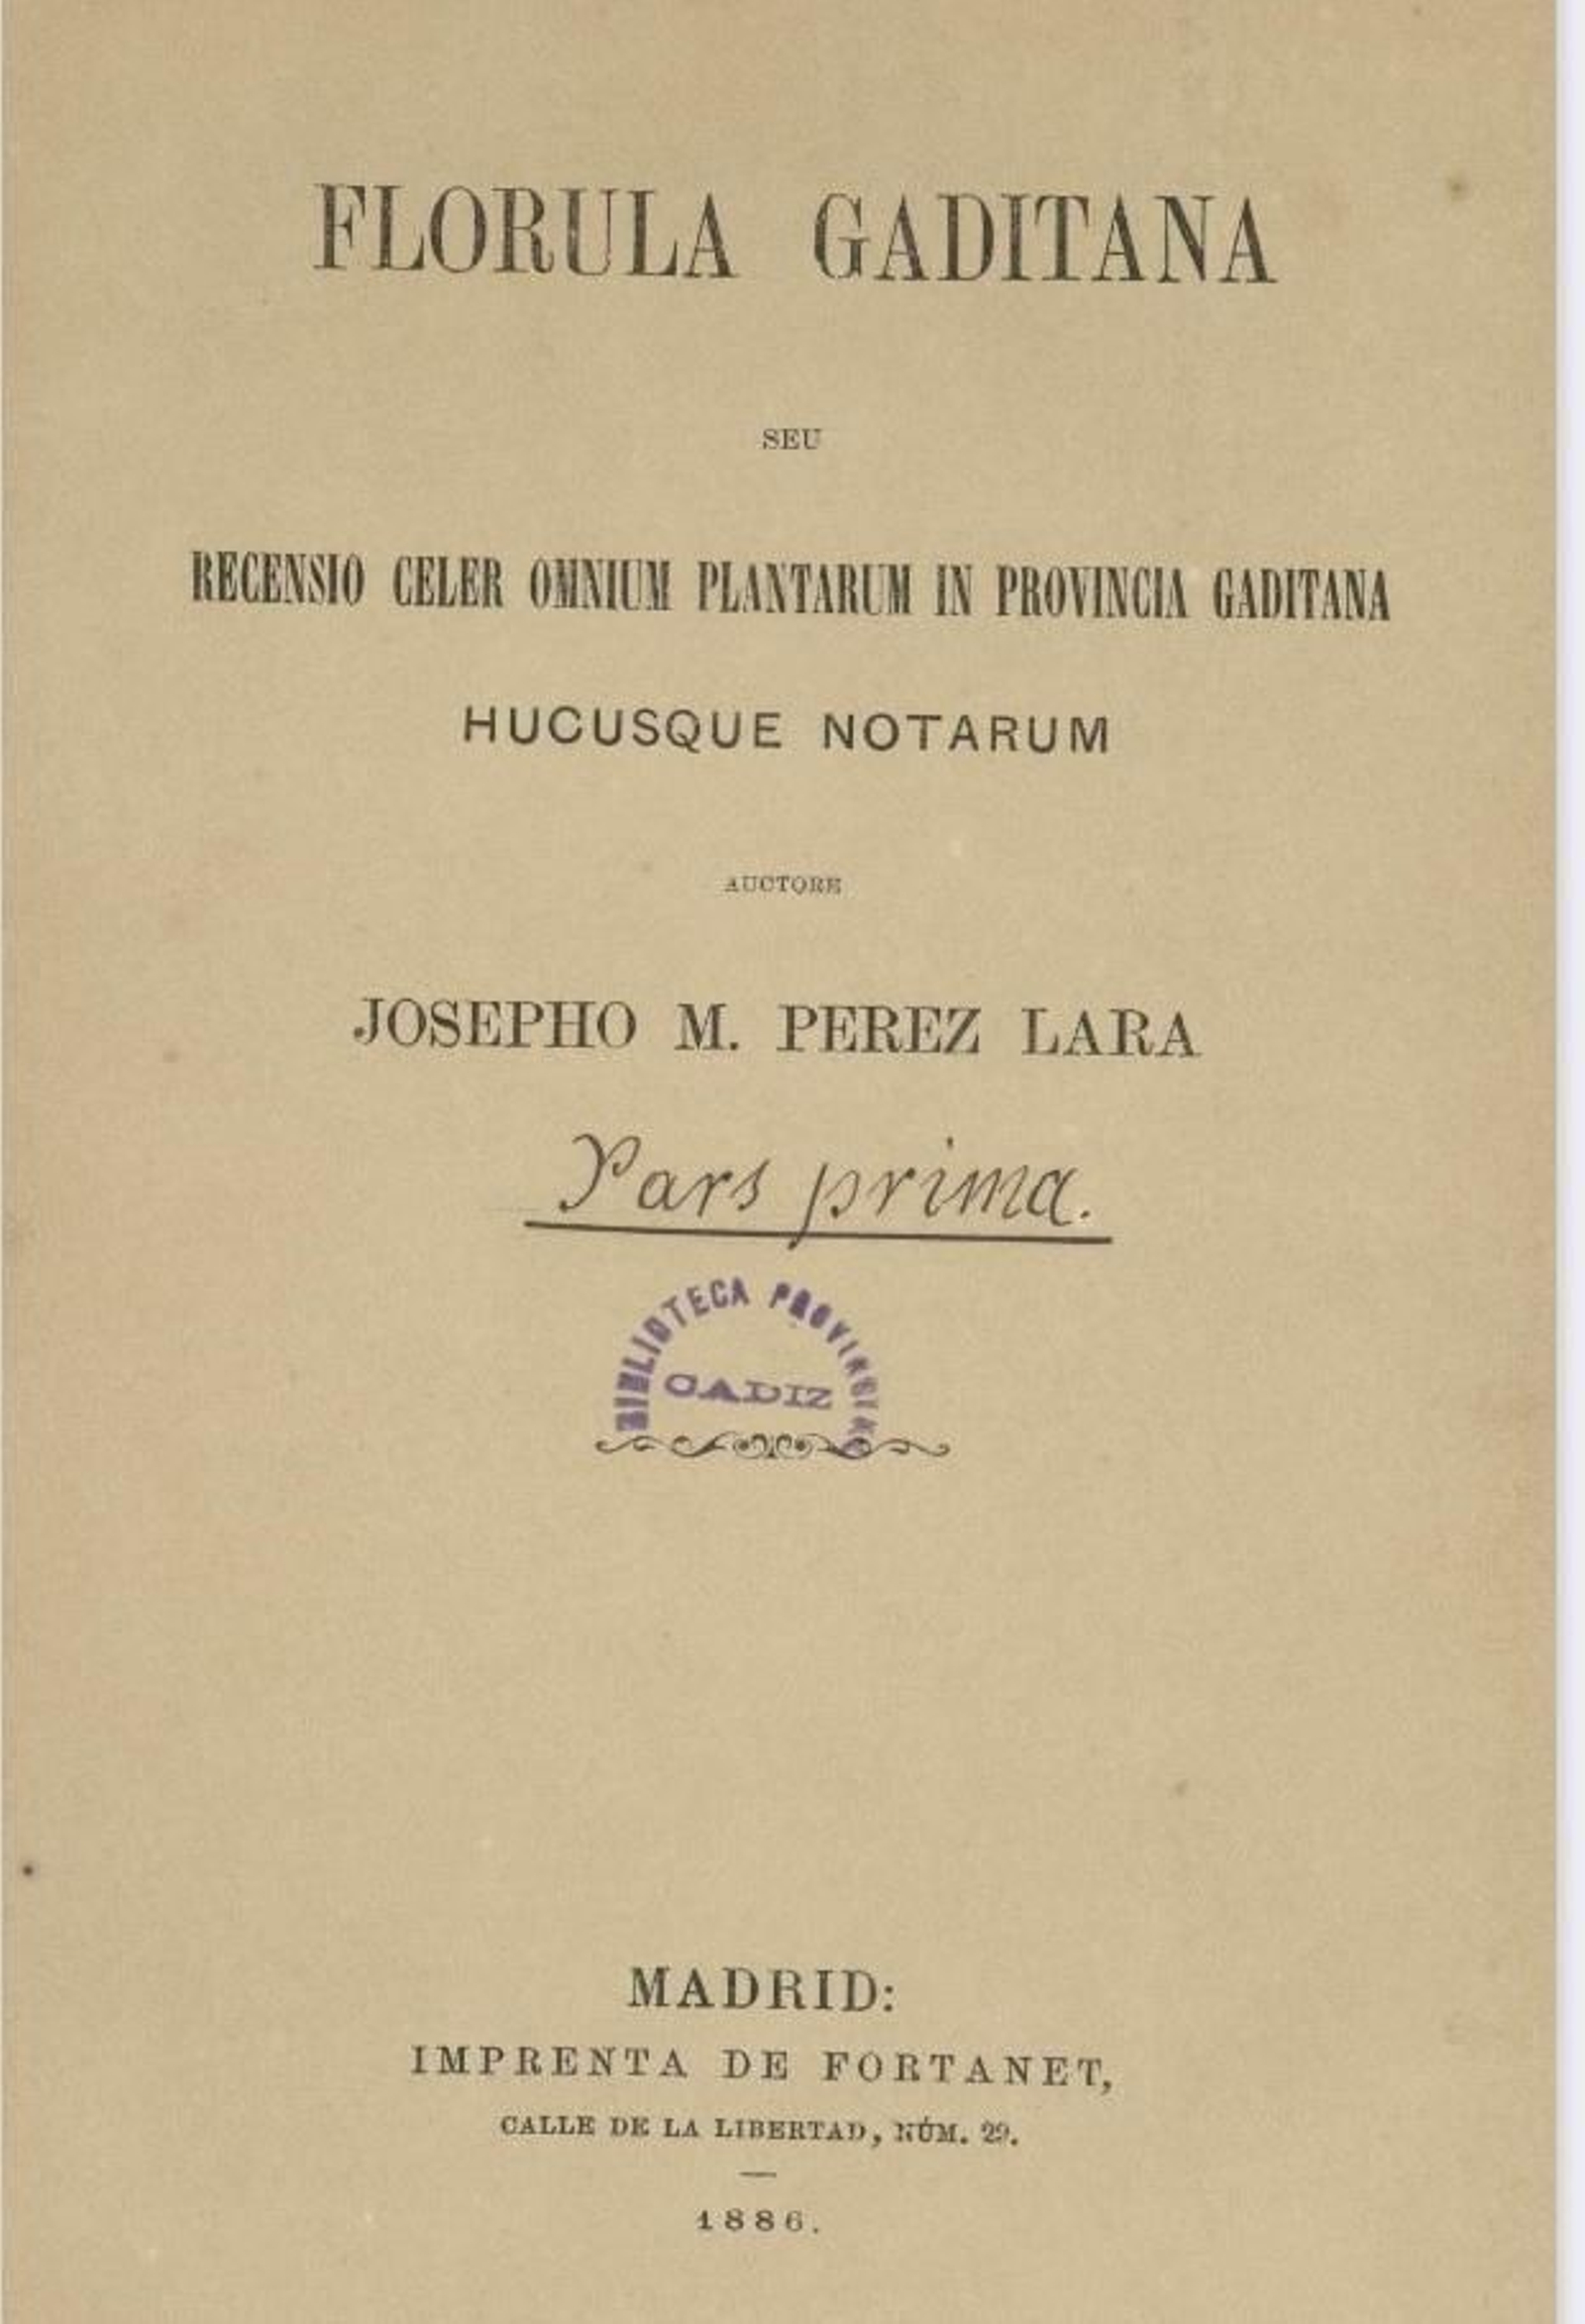 FLORULA GADITANA
SEU
RECENSIO CELER OMNIUM PLANTARUM IN PROVINCIA GADITANA
HUCUSQUE NOTARUM
AUCTORE
JOSEPHO M. PEREZ LARA
Pars prima.
BIBLIOTECA PROVINCIAL
CADIZ
MADRID:
IMPRENTA DE FORTANET,
CALLE DE LA LIBERTAD, NÚM. 29.
1886.